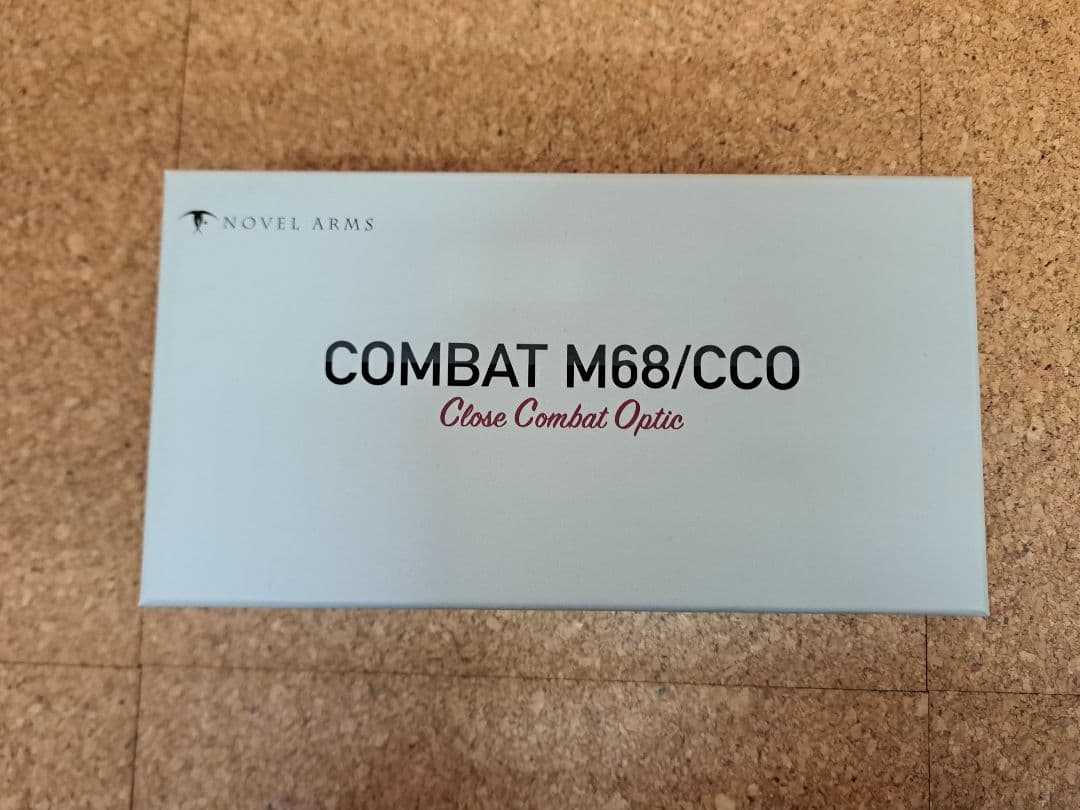 NOVEL ARMS
COMBAT M68/CCO
Close Combat Optic